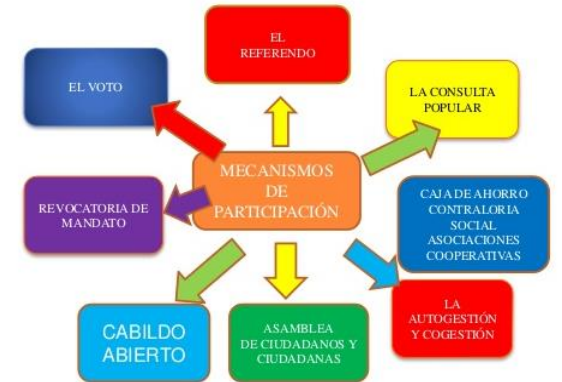 EL
REFERENDO
EL VOTO
LA CONSULTA
POPULAR
MECANISMOS
DE
PARTICIPACIÓN
REVOCATORIA DE
MANDATO
CAJA DE AHORRO
CONTRALORIA
SOCIAL
ASOCIACIONES
COOPERATIVAS
CABILDO
ABIERTO
ASAMBLEA
DE CIUDADANOS Y
CIUDADANAS
LA
AUTOGESTIÓN
Y COGESTIÓN